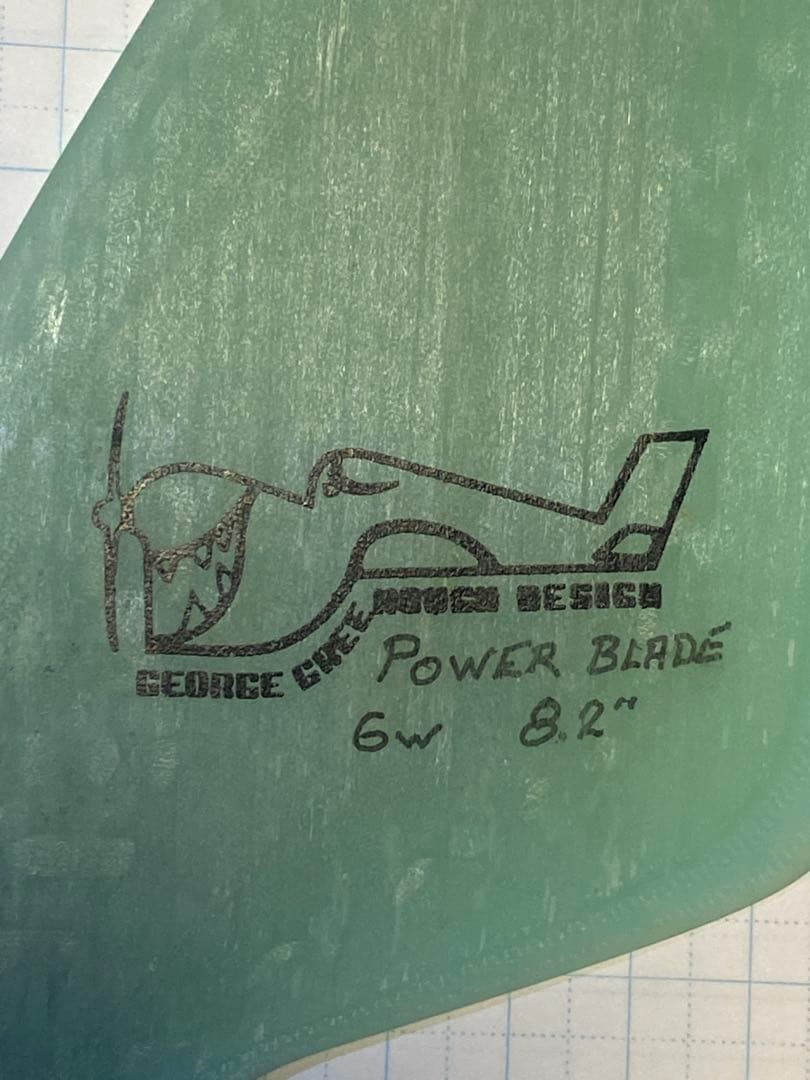 GEORGE GREENOUGH DESIGN
POWER BLADE
6w 8.2"